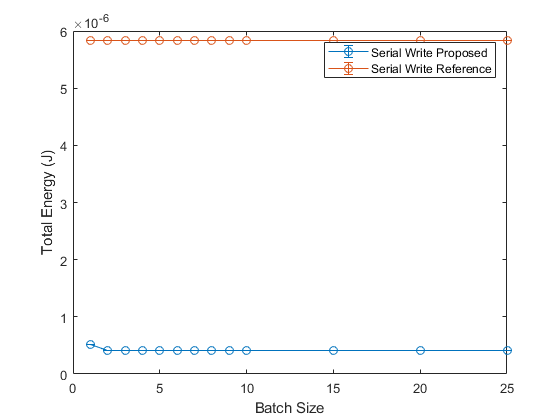 ×10-6
6
5
4
3
2
1
0
Total Energy (J)
0 5 10 15 20 25
Batch Size
Serial Write Proposed
Serial Write Reference